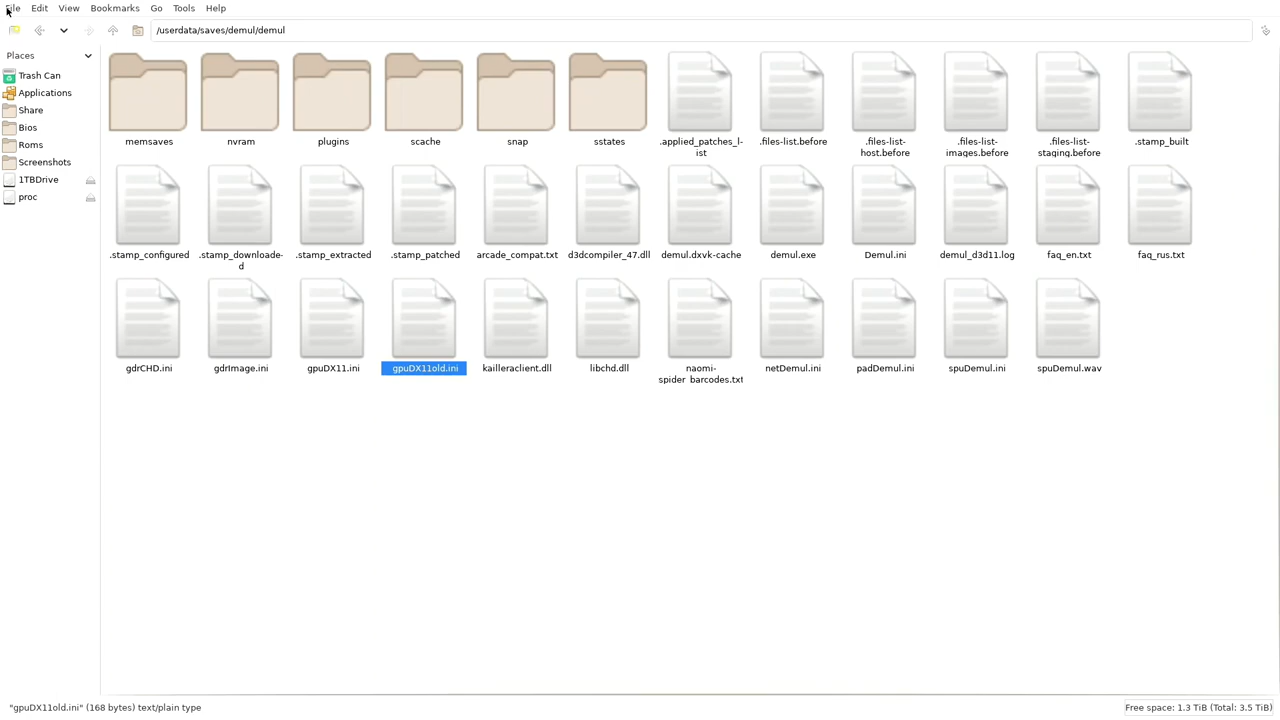 File Edit View Bookmarks Go Tools Help
/userdata/saves/demul/demul
Places
Trash Can
Applications
Share
Bios
Roms
Screenshots
1TBDrive
proc
memsaves nvram plugins scache snap sstates .applied_patches_l- .files-list.before .files-list- .files-list- .files-list- .stamp_built
ist host.before images.before staging.before
.stamp_configured .stamp_downloade- .stamp_extracted .stamp_patched arcade_compat.txt d3dcompiler_47.dll demul.dxvk-cache demul.exe Demul.ini demul_d3d11.log faq_en.txt faq_rus.txt
d
gdrCHD.ini gdrImage.ini gpuDX11.ini gpuDX11old.ini kailleraclient.dll libchd.dll naomi- netDemul.ini padDemul.ini spuDemul.ini spuDemul.wav
spider_barcodes.txt
"gpuDX11old.ini" (168 bytes) text/plain type
Free space: 1.3 TiB (Total: 3.5 TiB)